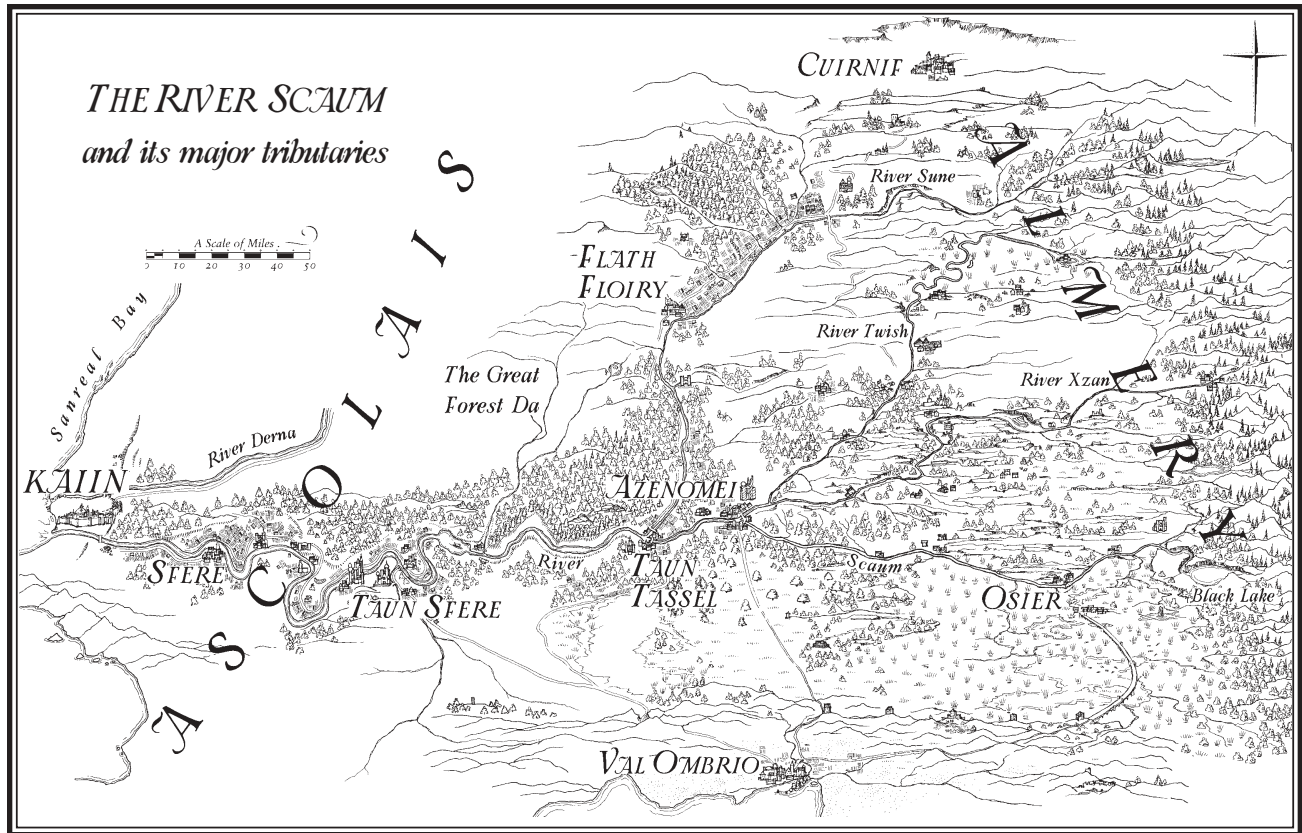 THE RIVER SCAUM
and its major tributaries
A Scale of Miles
0 10 20 30 40 50
CUIRNIF
ALMERY
River Sune
FLATH
FLOIRY
Sanreal Bay
ASCOLAIS
River Twish
The Great
Forest Da
River Xzan
River Derna
KAIIN
AZENOMEI
SFERE
River
Scaum
TAUN
TASSEL
TAUN SFERE
OSIER
Black Lake
VAL OMBRIO